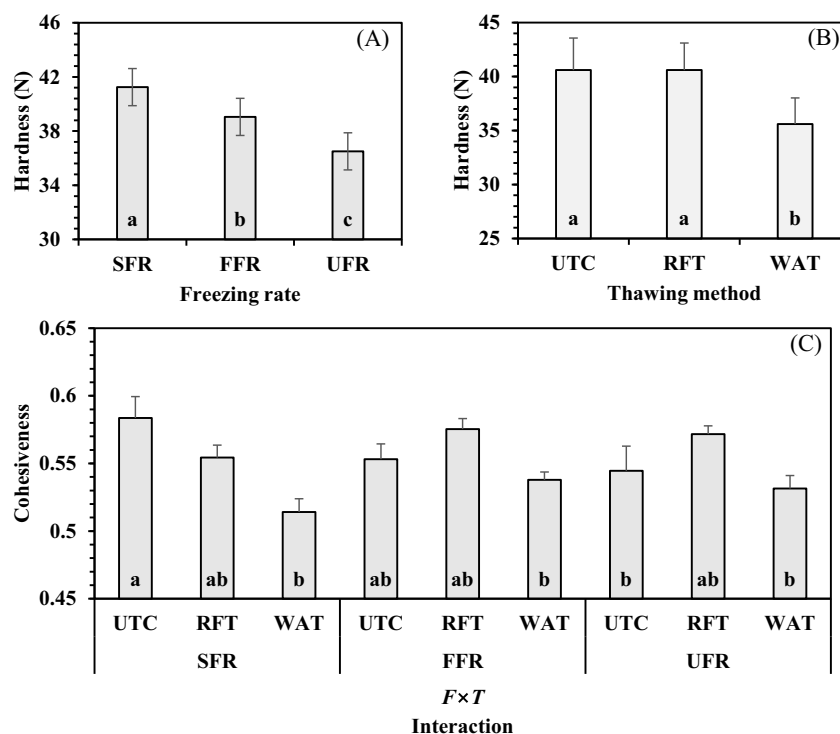 (A)
Hardness (N)
46
42
38
34
30
a
b
c
SFR FFR UFR
Freezing rate
(B)
Hardness (N)
45
40
35
30
25
a
a
b
UTC RFT WAT
Thawing method
(C)
Cohesiveness
0.65
0.6
0.55
0.5
0.45
a
ab
b
ab
ab
b
b
ab
b
UTC RFT WAT UTC RFT WAT UTC RFT WAT
SFR FFR UFR
F×T
Interaction